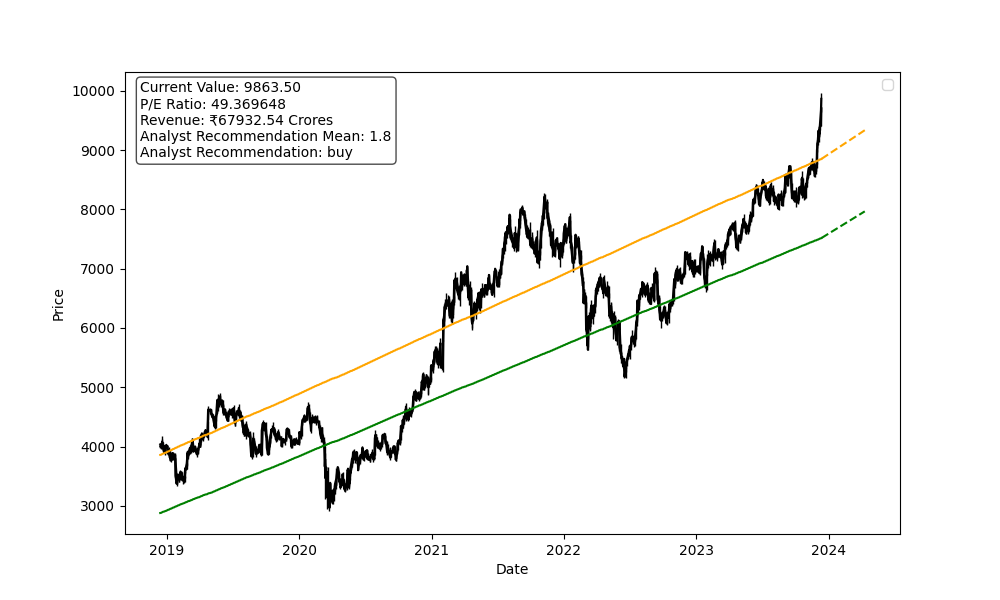 Current Value: 9863.50
P/E Ratio: 49.369648
Revenue: ₹67932.54 Crores
Analyst Recommendation Mean: 1.8
Analyst Recommendation: buy
10000
9000
8000
7000
6000
5000
4000
3000
Price
2019 2020 2021 2022 2023 2024
Date